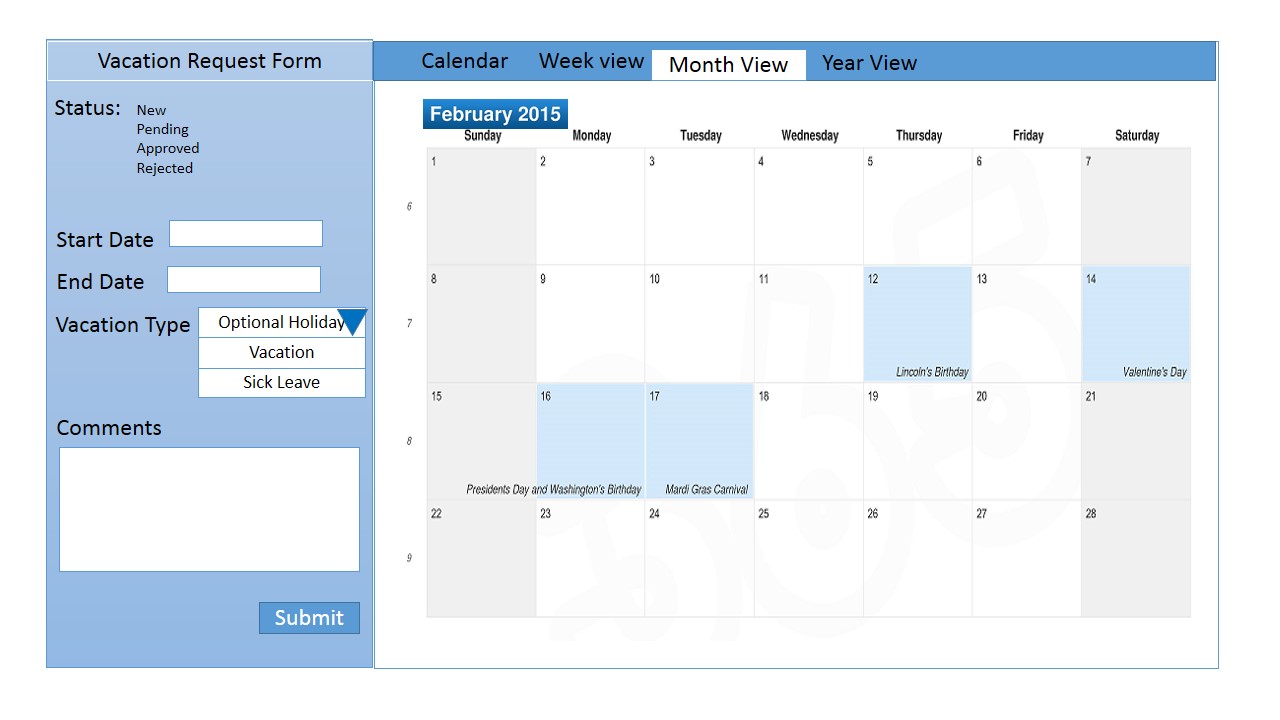 Vacation Request Form
Status:
New
Pending
Approved
Rejected
Start Date
End Date
Vacation Type
Optional Holiday
Vacation
Sick Leave
Comments
Submit
Calendar Week view Month View Year View
February 2015
Sunday Monday Tuesday Wednesday Thursday Friday Saturday
1 2 3 4 5 6 7
6
8 9 10 11 12 13 14
7
Lincoln's Birthday Valentine's Day
15 16 17 18 19 20 21
8
Presidents Day and Washington's Birthday Mardi Gras Carnival
22 23 24 25 26 27 28
9